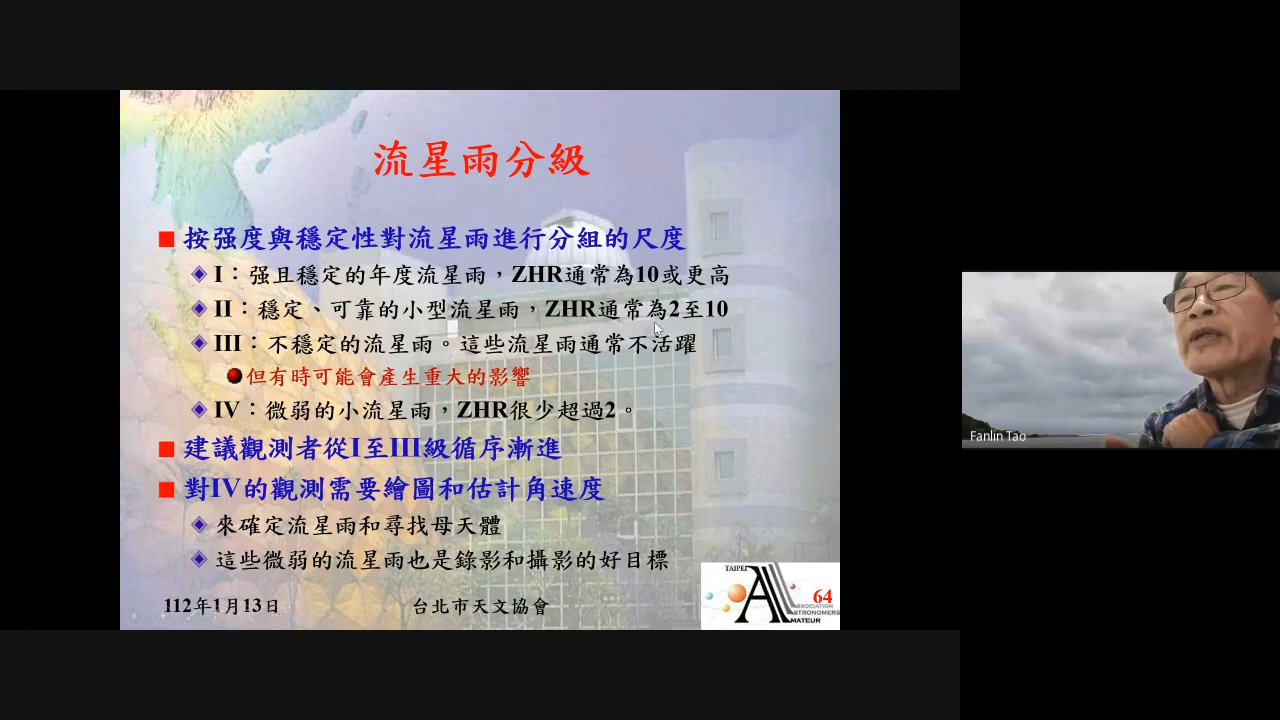 流星雨分級
按强度與穩定性對流星雨進行分組的尺度
I：强且穩定的年度流星雨，ZHR通常為10或更高
II：穩定、可靠的小型流星雨，ZHR通常為2至10
III：不穩定的流星雨。這些流星雨通常不活躍
但有時可能會產生重大的影響
IV：微弱的小流星雨，ZHR很少超過2。
建議觀測者從I至III級循序漸進
對IV的觀測需要繪圖和估計角速度
來確定流星雨和尋找母天體
這些微弱的流星雨也是錄影和攝影的好目標
112年1月13日
台北市天文協會
64
TAIPEI
A
SSOCIATION
STRONOMERS
MATEUR
Fanlin Tao